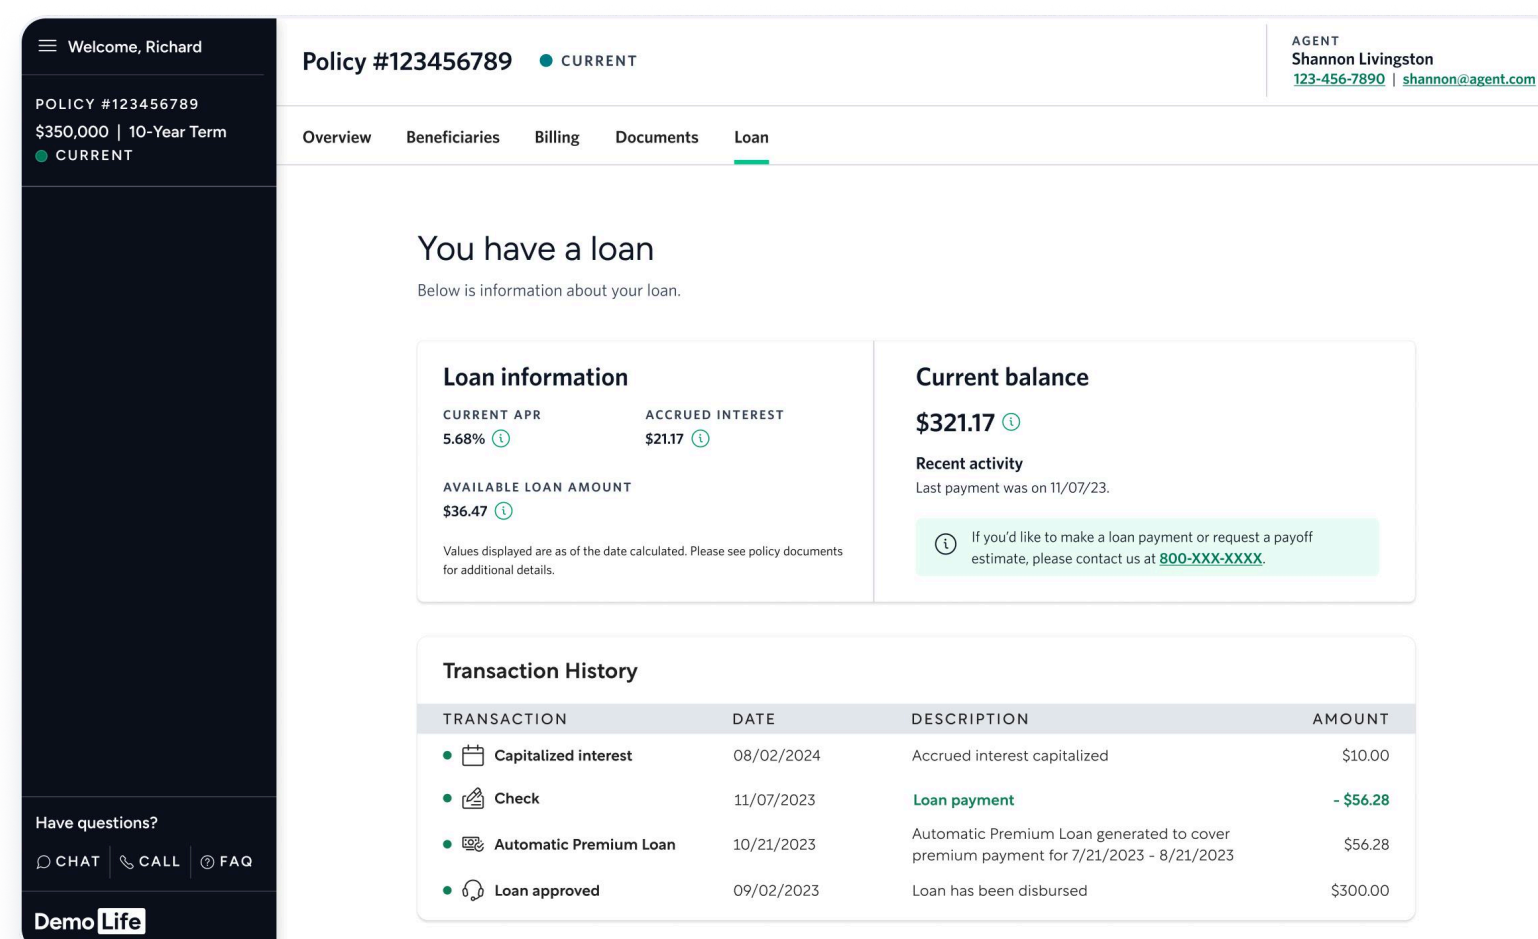 Welcome, Richard
POLICY #123456789
$350,000 | 10-Year Term
CURRENT
Have questions?
CHAT CALL FAQ
Demo Life
Policy #123456789 CURRENT
AGENT
Shannon Livingston
123-456-7890 | shannon@agent.com
Overview Beneficiaries Billing Documents Loan
You have a loan
Below is information about your loan.
Loan information
CURRENT APR ACCRUED INTEREST
5.68% $21.17
AVAILABLE LOAN AMOUNT
$36.47
Values displayed are as of the date calculated. Please see policy documents
for additional details.
Current balance
$321.17
Recent activity
Last payment was on 11/07/23.
If you'd like to make a loan payment or request a payoff
estimate, please contact us at 800-XXX-XXXX.
Transaction History
TRANSACTION DATE DESCRIPTION AMOUNT
Capitalized interest 08/02/2024 Accrued interest capitalized $10.00
Check 11/07/2023 Loan payment - $56.28
Automatic Premium Loan 10/21/2023 Automatic Premium Loan generated to cover
premium payment for 7/21/2023 - 8/21/2023 $56.28
Loan approved 09/02/2023 Loan has been disbursed $300.00